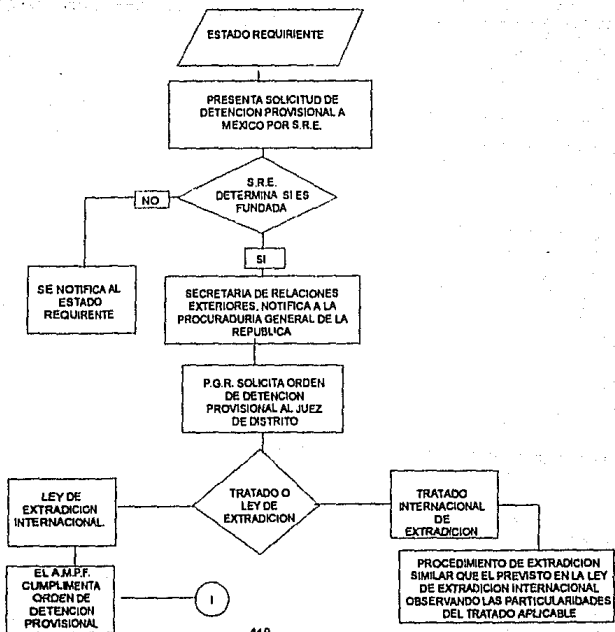 ESTADO REQUIRIENTE
PRESENTA SOLICITUD DE
DETENCION PROVISIONAL A
MEXICO POR S.R.E.
S.R.E.
DETERMINA SI ES
FUNDADA
NO
SI
SE NOTIFICA AL
ESTADO
REQUIRENTE
SECRETARIA DE RELACIONES
EXTERIORES, NOTIFICA A LA
PROCURADURIA GENERAL DE LA
REPUBLICA
P.G.R. SOLICITA ORDEN
DE DETENCION
PROVISIONAL AL JUEZ
DE DISTRITO
LEY DE
EXTRADICION
INTERNACIONAL.
TRATADO O
LEY DE
EXTRADICION
TRATADO
INTERNACIONAL
DE
EXTRADICION
EL A.M.P.F.
CUMPLIMENTA
ORDEN DE
DETENCION
PROVISIONAL
I
PROCEDIMIENTO DE EXTRADICION
SIMILAR QUE EL PREVISTO EN LA LEY
DE EXTRADICION INTERNACIONAL
OBSERVANDO LAS PARTICULARIDADES
DEL TRATADO APLICABLE